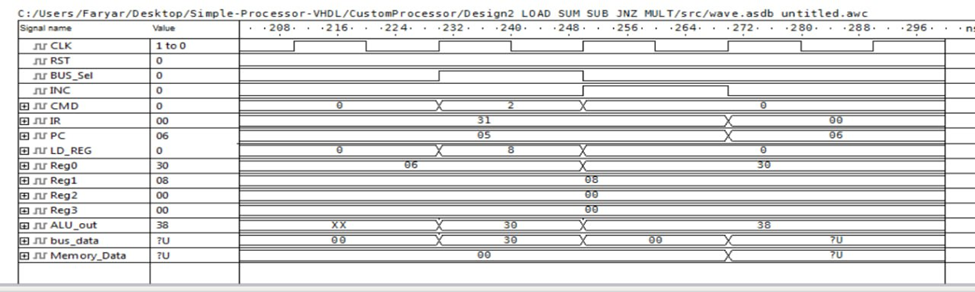 C:/Users/Faryar/Desktop/Simple-Processor-VHDL/CustomProcessor/Design2 LOAD SUM SUB JNZ MULT/src/wave.asdb untitled.awc
Signal name Value 208 216 224 232 240 248 256 264 272 280 288 296 ns
CLK 1 to 0
RST 0
BUS_Sel 0
INC 0
CMD 0 0 2 0
IR 00 31 00
PC 06 05 06
LD_REG 0 0 8 0
Reg0 30 06 30
Reg1 08 08
Reg2 00 00
Reg3 00 00
ALU_out 38 XX 30 38
bus_data ?U 00 30 00 ?U
Memory_Data ?U 00 ?U